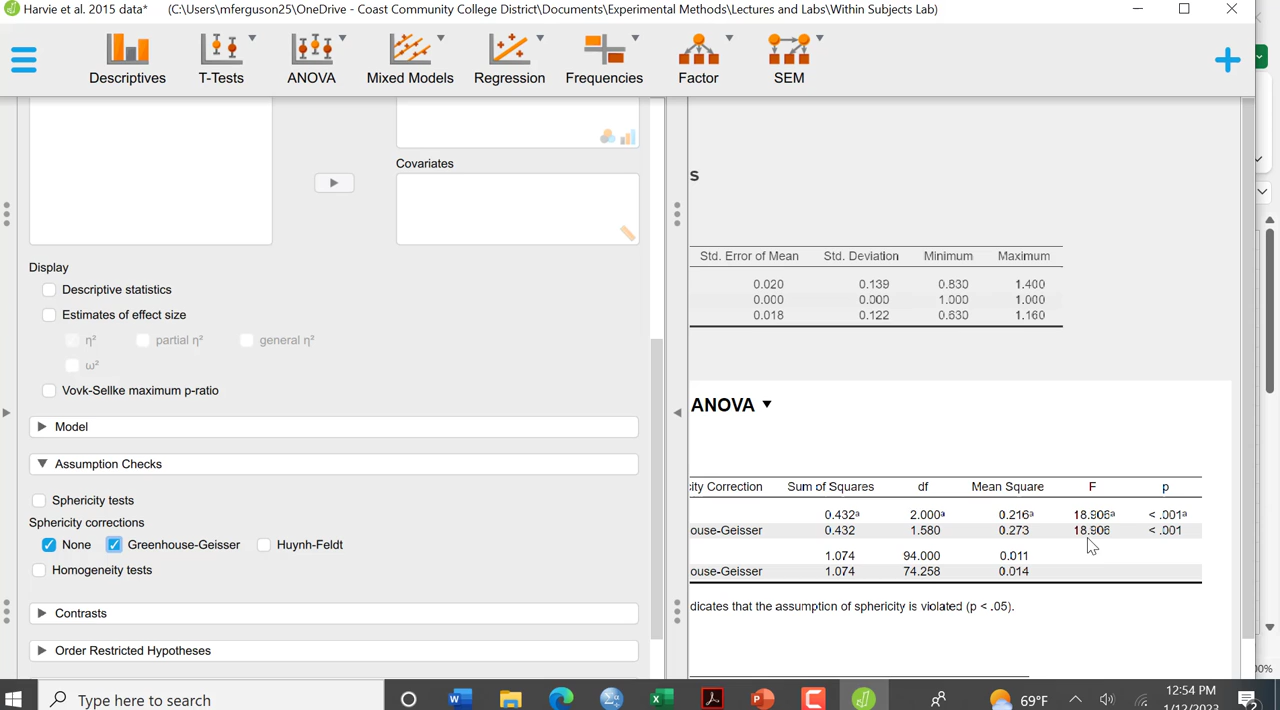 Harvie et al. 2015 data* (C:\Users\mferguson25\OneDrive - Coast Community College District\Documents\Experimental Methods\Lectures and Labs\Within Subjects Lab)
Descriptives T-Tests ANOVA Mixed Models Regression Frequencies Factor SEM
Covariates
Display
Descriptive statistics
Estimates of effect size
η² partial η² general η²
ω²
Vovk-Sellke maximum p-ratio
Model
Assumption Checks
Sphericity tests
Sphericity corrections
None Greenhouse-Geisser Huynh-Feldt
Homogeneity tests
Contrasts
Order Restricted Hypotheses
s
Std. Error of Mean Std. Deviation Minimum Maximum
0.020 0.139 0.830 1.400
0.000 0.000 1.000 1.000
0.018 0.122 0.630 1.160
ANOVA
ity Correction Sum of Squares df Mean Square F p
0.432ᵃ 2.000ᵃ 0.216ᵃ 18.906ᵃ < .001ᵃ
ouse-Geisser 0.432 1.580 0.273 18.906 < .001
1.074 94.000 0.011
ouse-Geisser 1.074 74.258 0.014
dicates that the assumption of sphericity is violated (p < .05).
00%
Type here to search
69°F
12:54 PM
1/12/2023
2